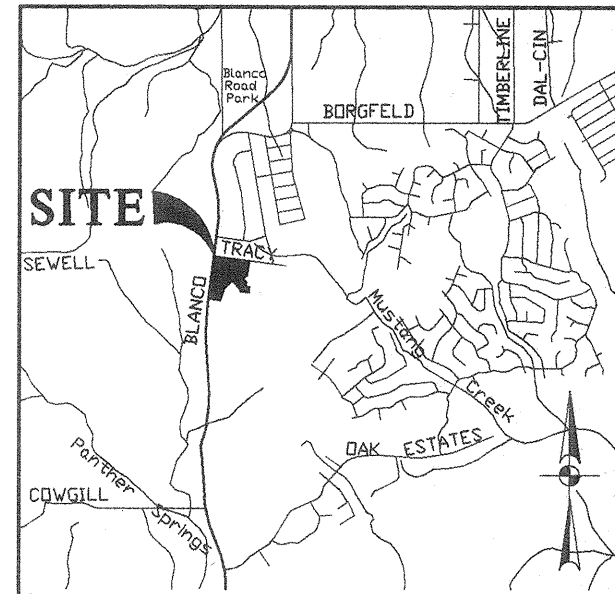 Blanco
Road
Park
BORGFELD
TIMBERLINE
DAL-CIN
SITE
TRACY
SEWELL
BLANCO
Mustang
Creek
OAK ESTATES
Panther
Springs
COWGILL